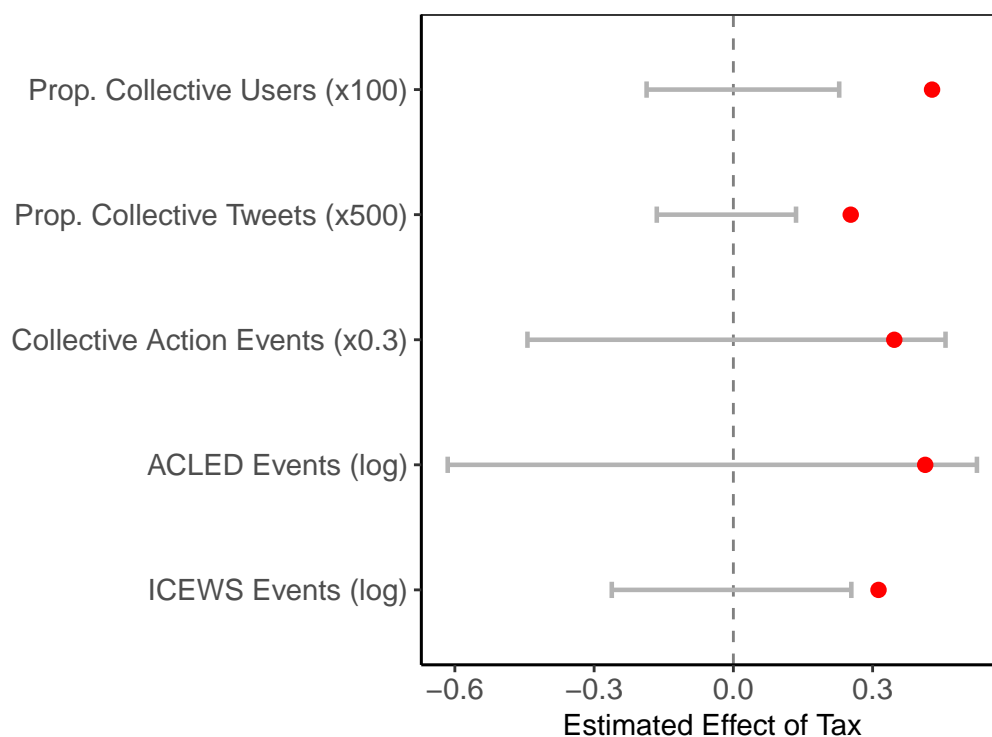 Prop. Collective Users (x100)
Prop. Collective Tweets (x500)
Collective Action Events (x0.3)
ACLED Events (log)
ICEWS Events (log)
−0.6 −0.3 0.0 0.3
Estimated Effect of Tax